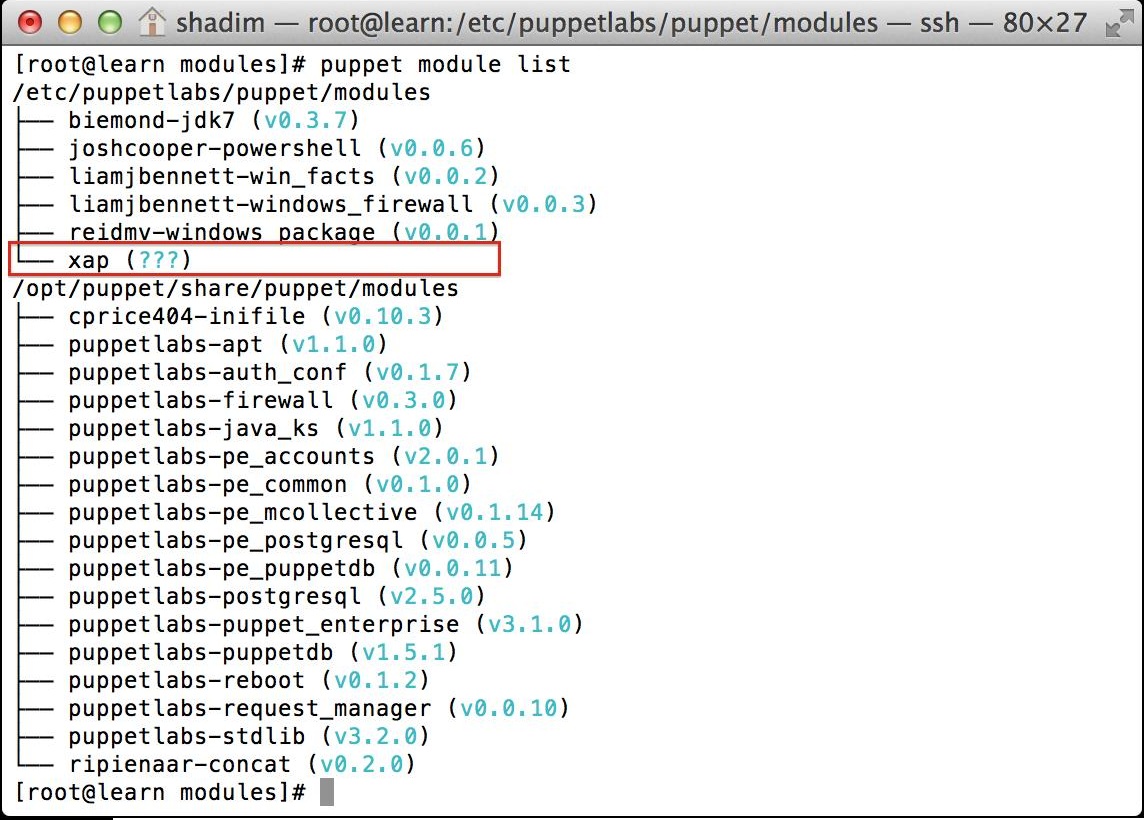 shadim — root@learn:/etc/puppetlabs/puppet/modules — ssh — 80×27
[root@learn modules]# puppet module list
/etc/puppetlabs/puppet/modules
├── biemond-jdk7 (v0.3.7)
├── joshcooper-powershell (v0.0.6)
├── liamjbennett-win_facts (v0.0.2)
├── liamjbennett-windows_firewall (v0.0.3)
├── reidmv-windows_package (v0.0.1)
└── xap (???)
/opt/puppet/share/puppet/modules
├── cprice404-inifile (v0.10.3)
├── puppetlabs-apt (v1.1.0)
├── puppetlabs-auth_conf (v0.1.7)
├── puppetlabs-firewall (v0.3.0)
├── puppetlabs-java_ks (v1.1.0)
├── puppetlabs-pe_accounts (v2.0.1)
├── puppetlabs-pe_common (v0.1.0)
├── puppetlabs-pe_mcollective (v0.1.14)
├── puppetlabs-pe_postgresql (v0.0.5)
├── puppetlabs-pe_puppetdb (v0.0.11)
├── puppetlabs-postgresql (v2.5.0)
├── puppetlabs-puppet_enterprise (v3.1.0)
├── puppetlabs-puppetdb (v1.5.1)
├── puppetlabs-reboot (v0.1.2)
├── puppetlabs-request_manager (v0.0.10)
├── puppetlabs-stdlib (v3.2.0)
└── ripienaar-concat (v0.2.0)
[root@learn modules]#